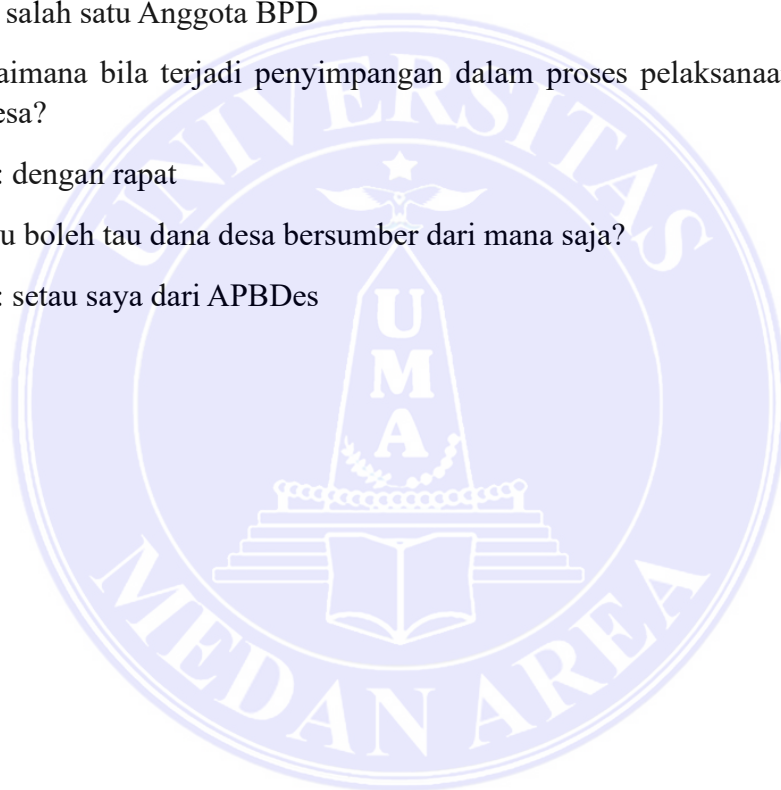 salah satu Anggota BPD
aimana bila terjadi penyimpangan dalam proses pelaksanaa
esa?
: dengan rapat
u boleh tau dana desa bersumber dari mana saja?
: setau saya dari APBDes
UNIVERSITAS
UMA
MEDAN AREA